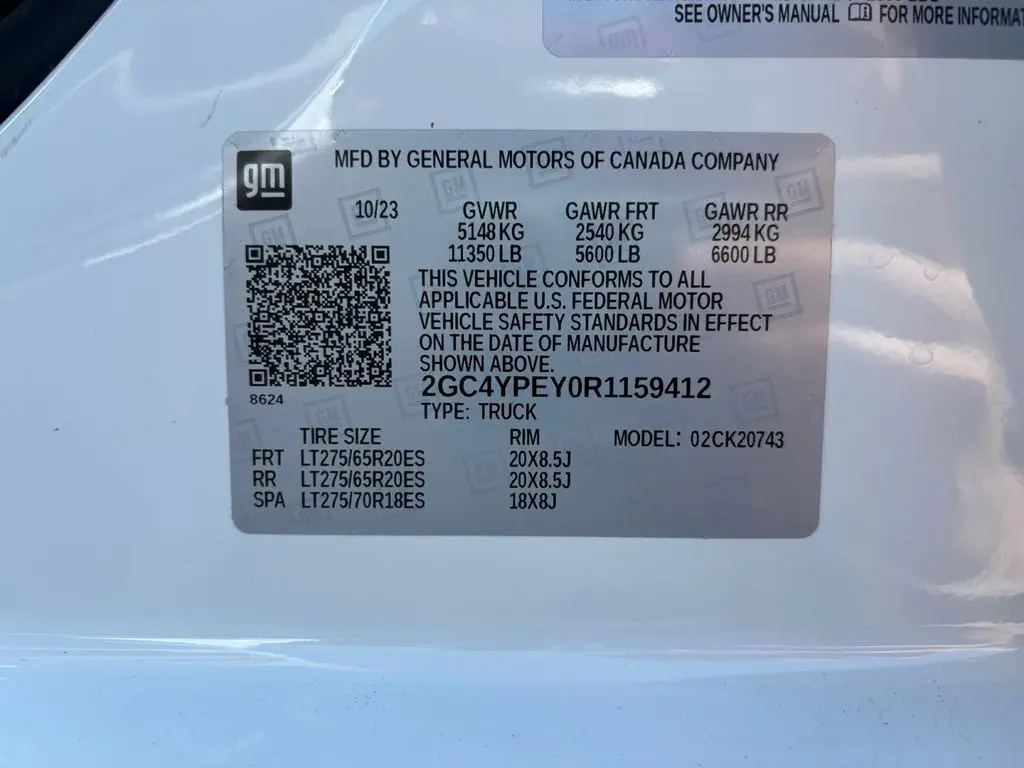 SEE OWNER'S MANUAL FOR MORE
gm
MFD BY GENERAL MOTORS OF CANADA COMPANY
10/23 GVWR GAWR FRT GAWR RR
5148 KG 2540 KG 2994 KG
11350 LB 5600 LB 6600 LB
THIS VEHICLE CONFORMS TO ALL
APPLICABLE U.S. FEDERAL MOTOR
VEHICLE SAFETY STANDARDS IN EFFECT
ON THE DATE OF MANUFACTURE
SHOWN ABOVE.
8624
2GC4YPEY0R1159412
TYPE: TRUCK
TIRE SIZE RIM MODEL: 02CK20743
FRT LT275/65R20ES 20X8.5J
RR LT275/65R20ES 20X8.5J
SPA LT275/70R18ES 18X8J